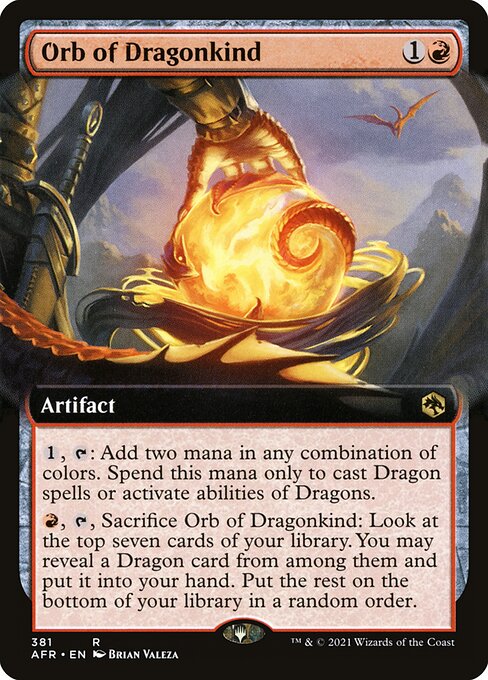 Orb of Dragonkind 1
Artifact
1, : Add two mana in any combination of
colors. Spend this mana only to cast Dragon
spells or activate abilities of Dragons.
, , Sacrifice Orb of Dragonkind: Look at
the top seven cards of your library. You may
reveal a Dragon card from among them and
put it into your hand. Put the rest on the
bottom of your library in a random order.
381 R
AFR • EN Brian Valeza
™ & © 2021 Wizards of the Coast